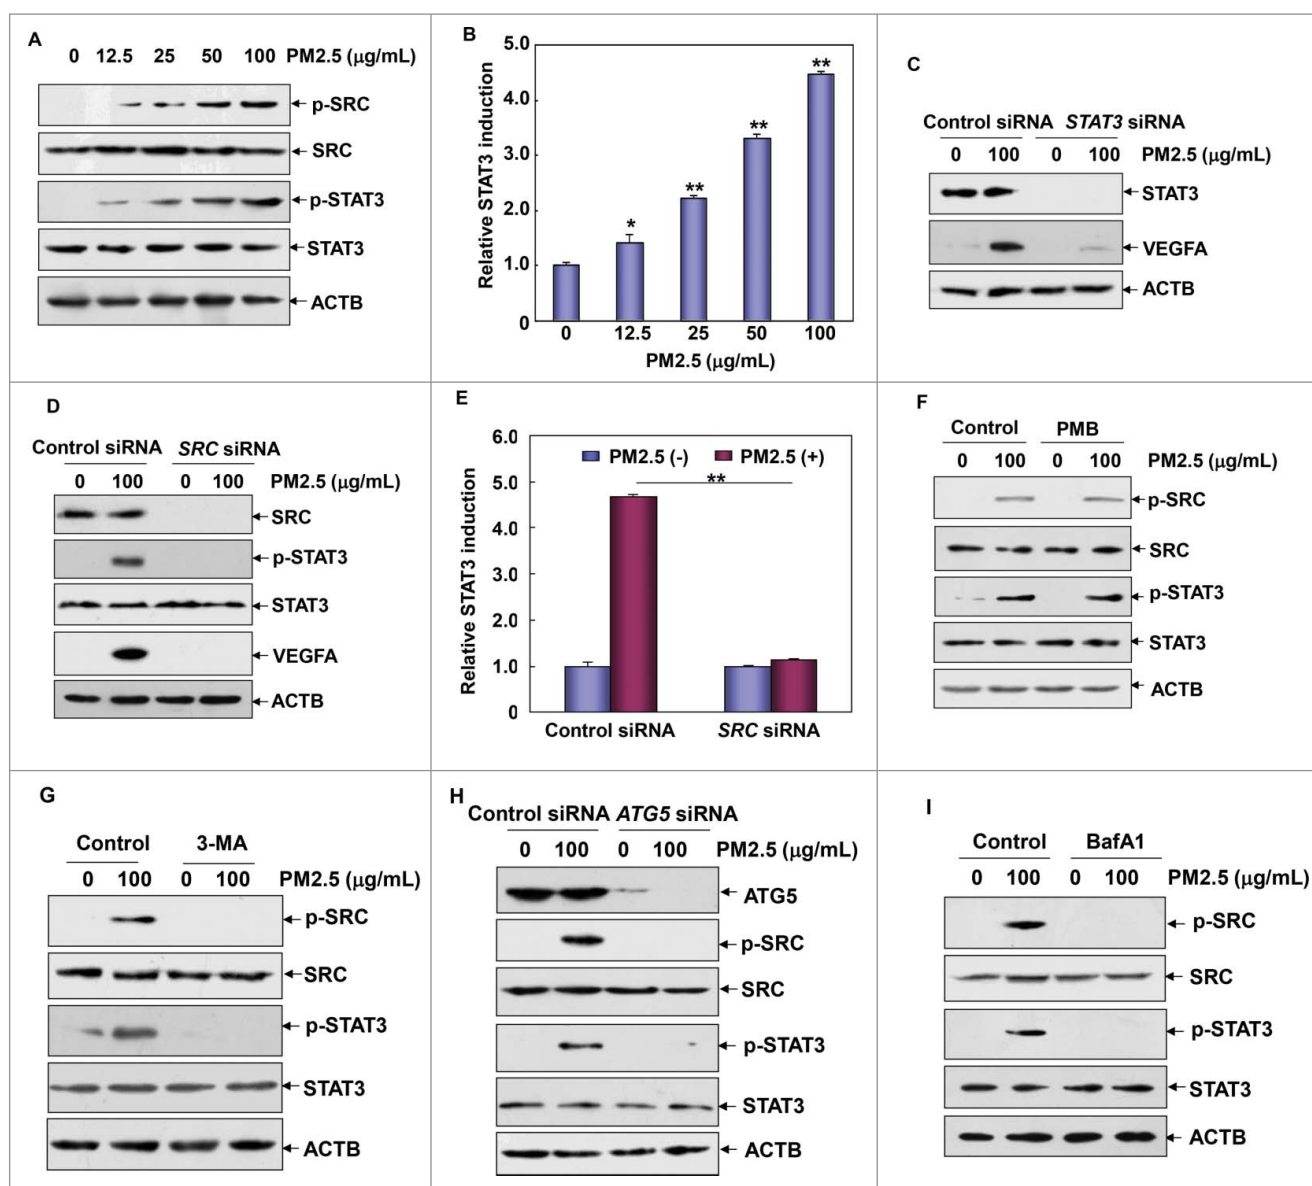 A
0 12.5 25 50 100 PM2.5 (μg/mL)
p-SRC
SRC
p-STAT3
STAT3
ACTB
B
Relative STAT3 induction
5.0
4.0
3.0
2.0
1.0
0
*
**
**
**
0 12.5 25 50 100
PM2.5 (μg/mL)
C
Control siRNA STAT3 siRNA
0 100 0 100 PM2.5 (μg/mL)
STAT3
VEGFA
ACTB
D
Control siRNA SRC siRNA
0 100 0 100 PM2.5 (μg/mL)
SRC
p-STAT3
STAT3
VEGFA
ACTB
E
Relative STAT3 induction
6.0
5.0
4.0
3.0
2.0
1.0
0
PM2.5 (-) PM2.5 (+)
**
Control siRNA SRC siRNA
F
Control PMB
0 100 0 100 PM2.5 (μg/mL)
p-SRC
SRC
p-STAT3
STAT3
ACTB
G
Control 3-MA
0 100 0 100 PM2.5 (μg/mL)
p-SRC
SRC
p-STAT3
STAT3
ACTB
H
Control siRNA ATG5 siRNA
0 100 0 100 PM2.5 (μg/mL)
ATG5
p-SRC
SRC
p-STAT3
STAT3
ACTB
I
Control BafA1
0 100 0 100 PM2.5 (μg/mL)
p-SRC
SRC
p-STAT3
STAT3
ACTB